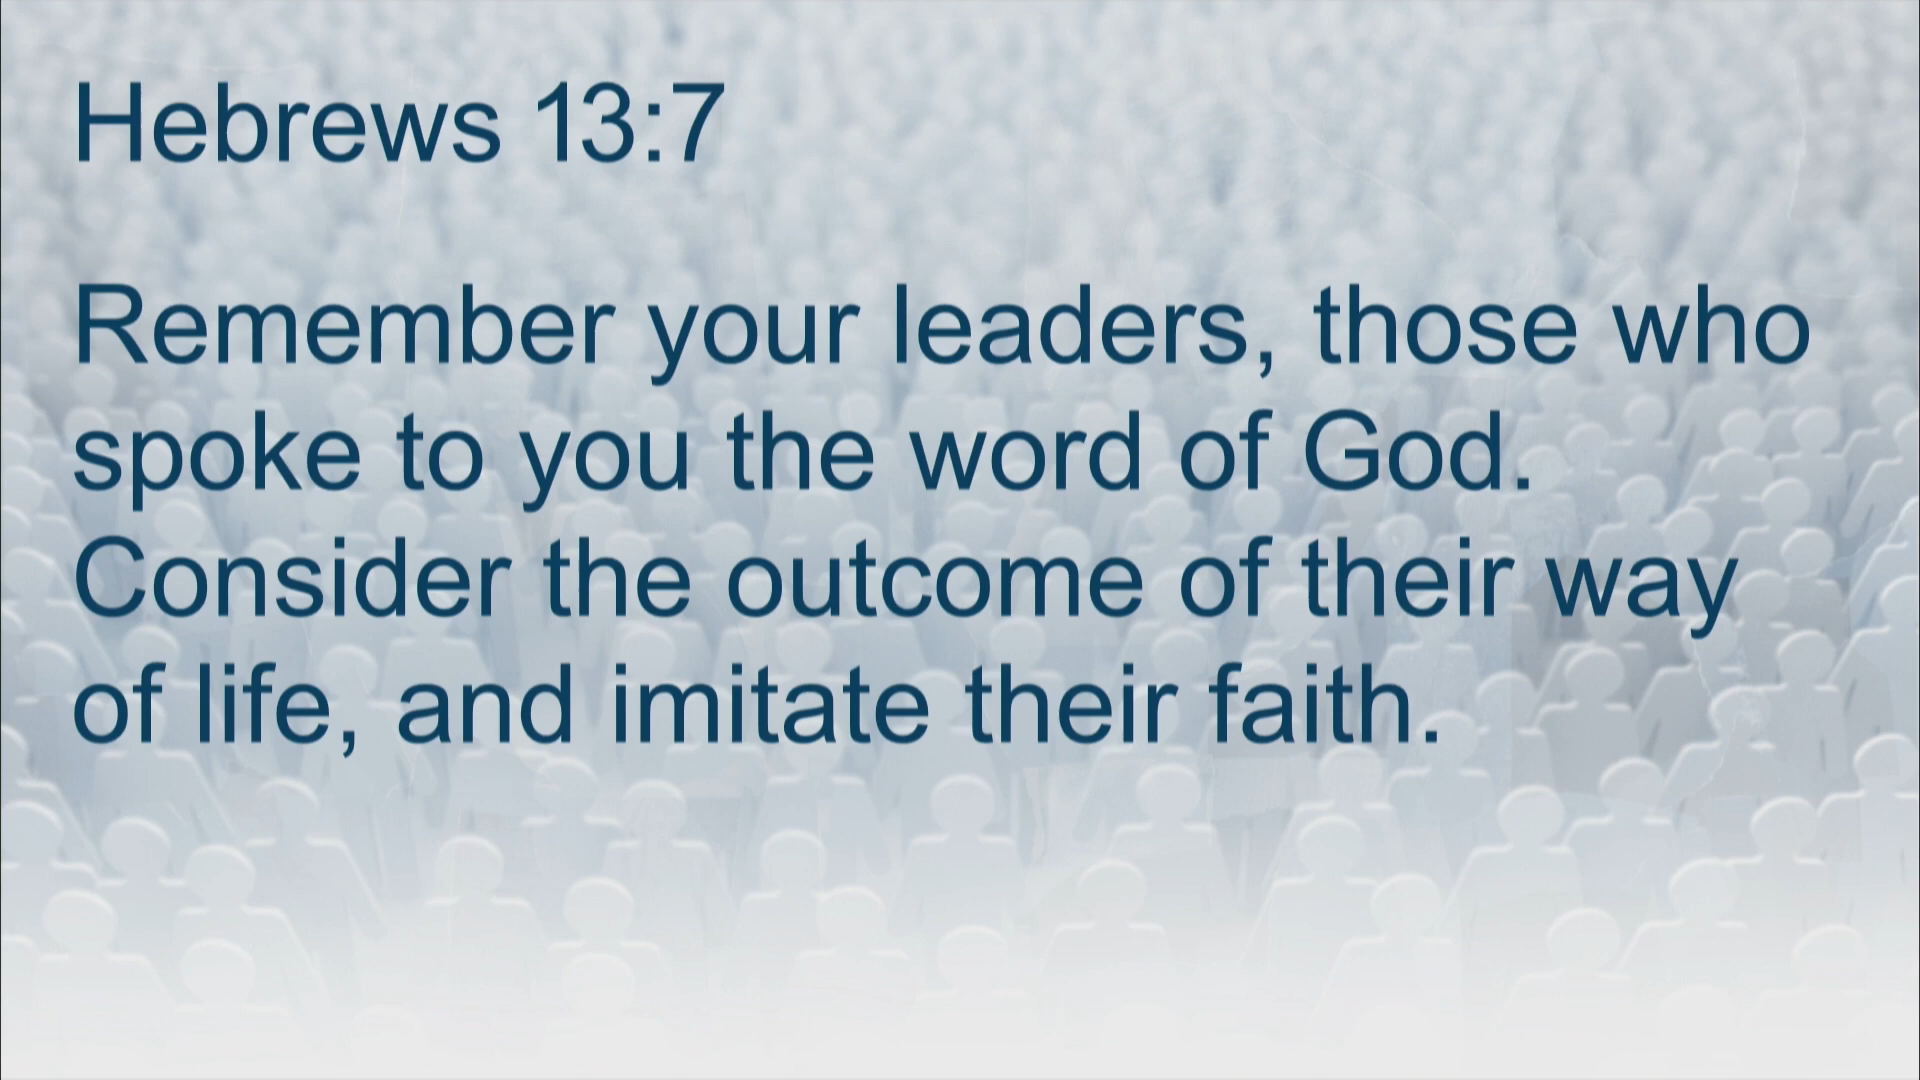 Hebrews 13:7
Remember your leaders, those who
spoke to you the word of God.
Consider the outcome of their way
of life, and imitate their faith.